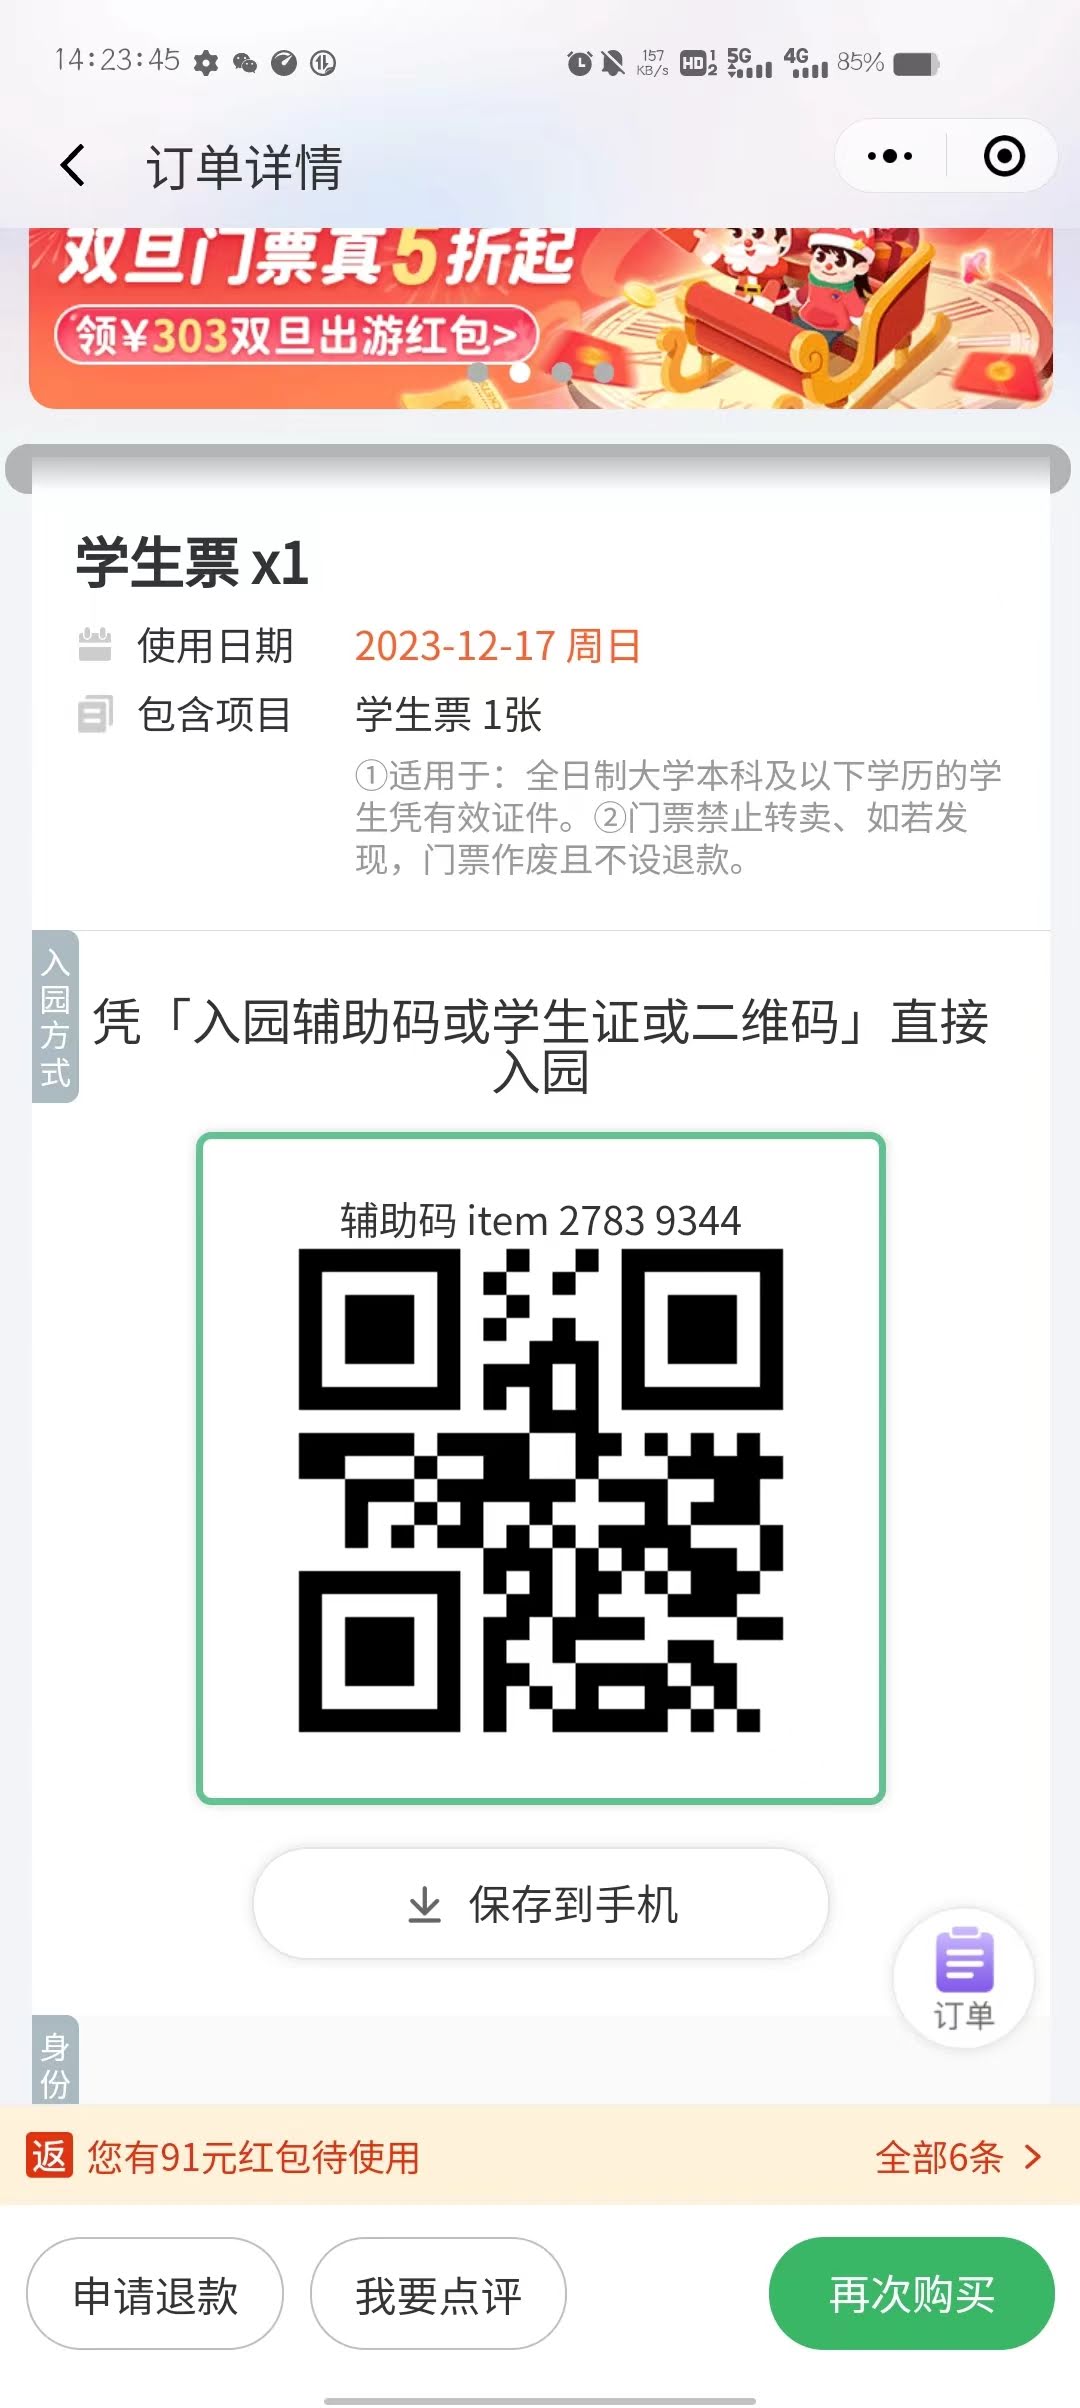 14:23:45
157 KB/s HD 1 2 5G 4G 85%
订单详情
双旦门票真5折起
领¥303双旦出游红包>
学生票 x1
使用日期 2023-12-17 周日
包含项目 学生票 1张
①适用于：全日制大学本科及以下学历的学
生凭有效证件。②门票禁止转卖、如若发
现，门票作废且不设退款。
入园方式
凭「入园辅助码或学生证或二维码」直接
入园
辅助码 item 2783 9344
保存到手机
订单
身份
返 您有91元红包待使用 全部6条 >
申请退款 我要点评 再次购买